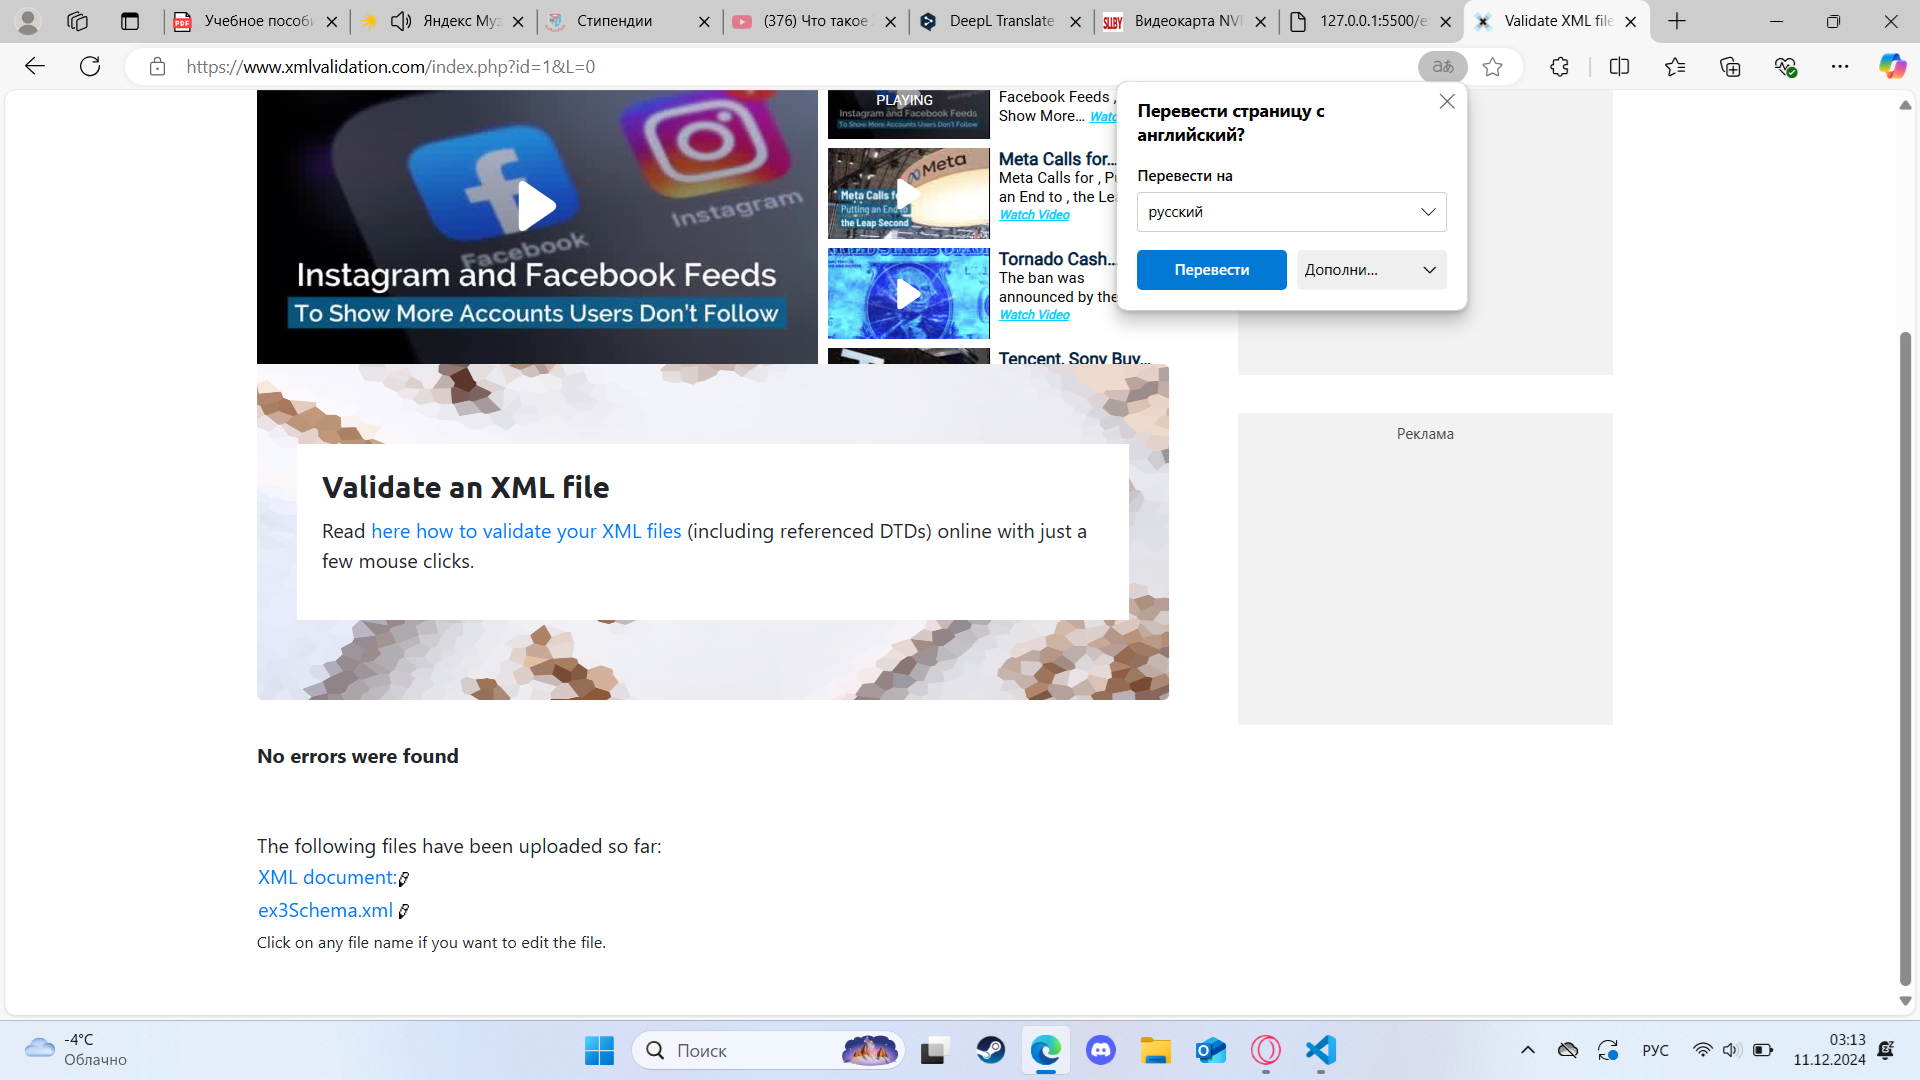 Учебное пособи
Яндекс Му
Стипендии
(376) Что такое
DeepL Translate
SILBY
Видеокарта NVI
127.0.0.1:5500/e
Validate XML file
https://www.xmlvalidation.com/index.php?id=1&L=0
Перевести страницу с
английский?
Перевести на
русский
Перевести
Дополни...
Facebook
Instagram
Instagram and Facebook Feeds
To Show More Accounts Users Don't Follow
PLAYING
Instagram and Facebook Feeds
To Show More Accounts Users Don't Follow
Facebook Feeds ,
Show More...
Meta
Meta Calls f
Putting an End to
the Leap Second
Meta Calls for...
Meta Calls for , P
an End to , the Le
Watch Video
Tornado Cash...
The ban was
announced by the
Watch Video
Tencent, Sony Buy...
Реклама
Validate an XML file
Read here how to validate your XML files (including referenced DTDs) online with just a
few mouse clicks.
No errors were found
The following files have been uploaded so far:
XML document:
ex3Schema.xml
Click on any file name if you want to edit the file.
-4°C
Облачно
Поиск
РУС
03:13
11.12.2024